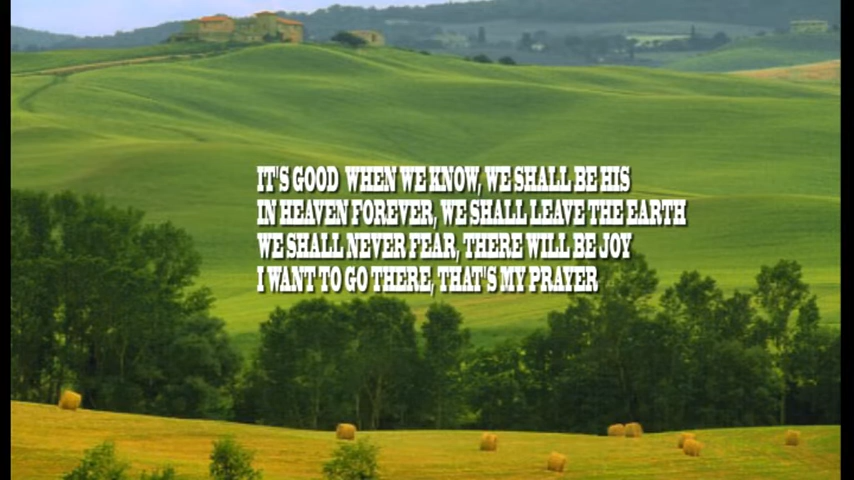 IT'S GOOD WHEN WE KNOW, WE SHALL BE HIS
IN HEAVEN FOREVER, WE SHALL LEAVE THE EARTH
WE SHALL NEVER FEAR, THERE WILL BE JOY
I WANT TO GO THERE, THAT'S MY PRAYER